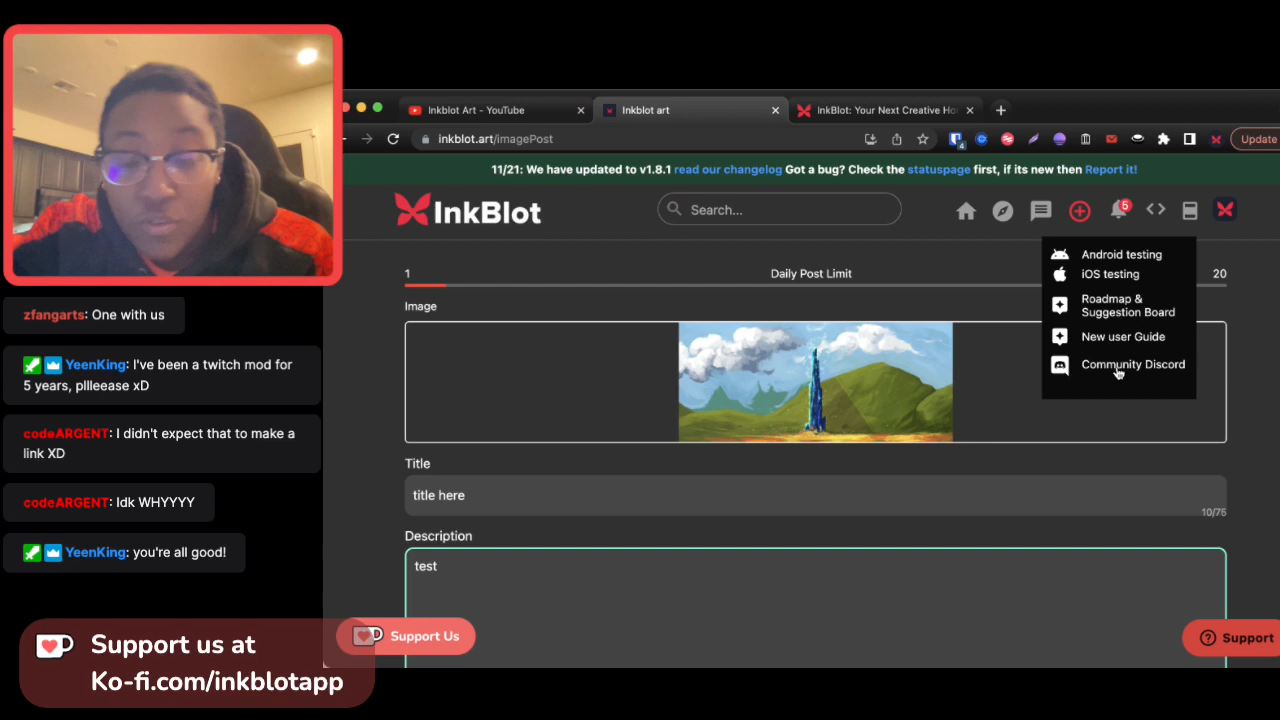 zfangarts: One with us
YeenKing: I've been a twitch mod for
5 years, pllleease xD
codeARGENT: I didn't expect that to make a
link XD
codeARGENT: Idk WHYYYY
YeenKing: you're all good!
Support us at
Ko-fi.com/inkblotapp
Inkblot Art - YouTube
Inkblot art
InkBlot: Your Next Creative Ho
inkblot.art/imagePost
4
Update
11/21: We have updated to v1.8.1 read our changelog Got a bug? Check the statuspage first, if its new then Report it!
InkBlot
Search...
5
Android testing
iOS testing
Roadmap &
Suggestion Board
New user Guide
Community Discord
1
Daily Post Limit
20
Image
Title
title here
10/75
Description
test
Support Us
Support